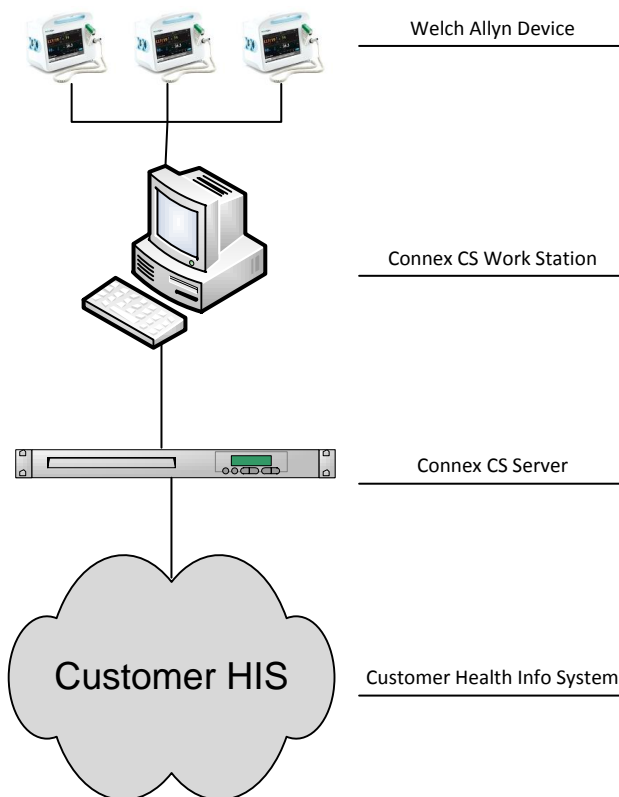 Welch Allyn Device
Connex CS Work Station
Connex CS Server
Customer HIS
Customer Health Info System